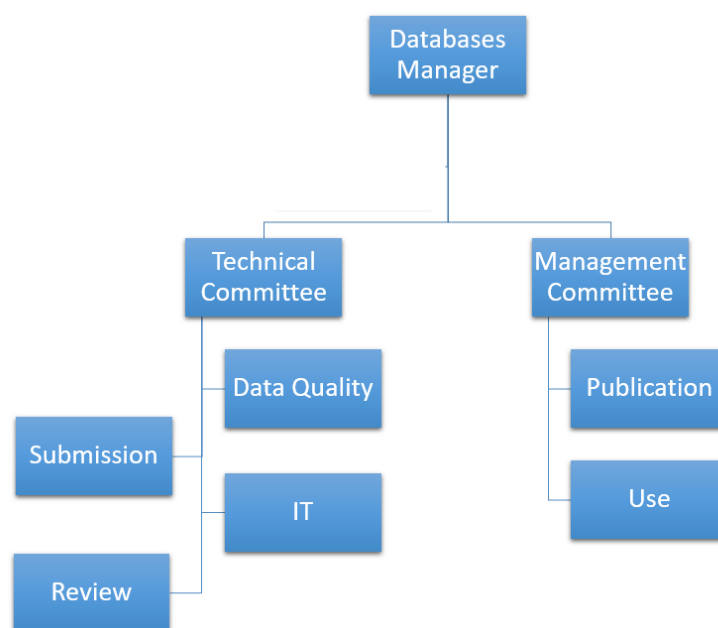 Databases
Manager
Technical
Committee
Management
Committee
Data Quality
Publication
Submission
IT
Use
Review